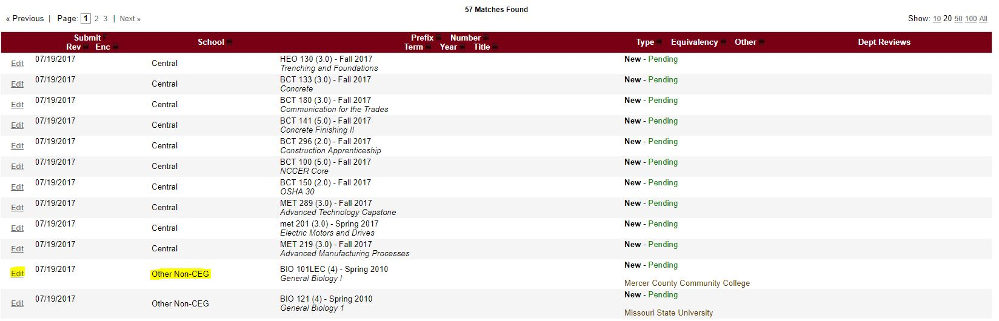 57 Matches Found
« Previous | Page: 1 2 3 | Next » Show: 10 20 50 100 All
Submit Prefix Number
Rev Enc School Term Year Title Type Equivalency Other Dept Reviews
07/19/2017 HEO 130 (3.0) - Fall 2017 New - Pending
Edit Central
Trenching and Foundations
07/19/2017 BCT 133 (3.0) - Fall 2017 New - Pending
Edit Central
Concrete
07/19/2017 BCT 180 (3.0) - Fall 2017 New - Pending
Edit Central
Communication for the Trades
07/19/2017 BCT 141 (5.0) - Fall 2017 New - Pending
Edit Central
Concrete Finishing II
07/19/2017 BCT 296 (2.0) - Fall 2017 New - Pending
Edit Central
Construction Apprenticeship
07/19/2017 BCT 100 (5.0) - Fall 2017 New - Pending
Edit Central
NCCER Core
07/19/2017 BCT 150 (2.0) - Fall 2017 New - Pending
Edit Central
OSHA 30
07/19/2017 MET 289 (3.0) - Fall 2017 New - Pending
Edit Central
Advanced Technology Capstone
07/19/2017 met 201 (3.0) - Spring 2017 New - Pending
Edit Central
Electric Motors and Drives
07/19/2017 MET 219 (3.0) - Fall 2017 New - Pending
Edit Central
Advanced Manufacturing Processes
07/19/2017 BIO 101LEC (4) - Spring 2010 New - Pending
Edit Other Non-CEG
General Biology I
Mercer County Community College
07/19/2017 BIO 121 (4) - Spring 2010 New - Pending
Edit Other Non-CEG
General Biology 1
Missouri State University